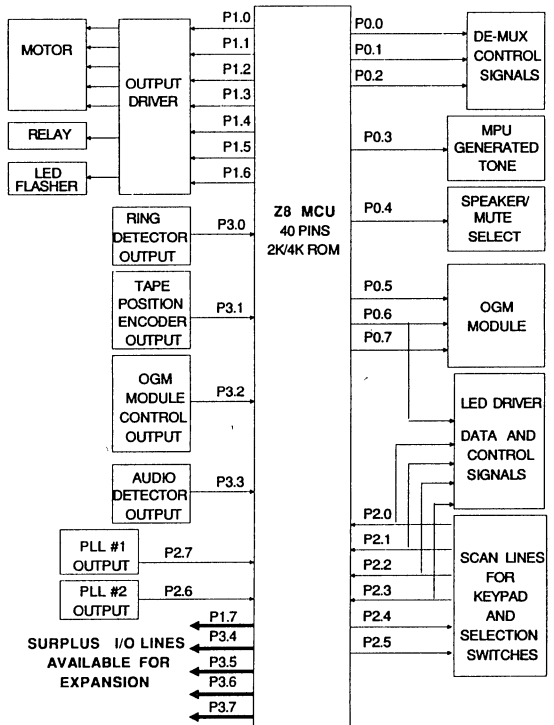 P1.0
P1.1
P1.2
P1.3
P1.4
P1.5
P1.6
MOTOR
OUTPUT
DRIVER
RELAY
LED
FLASHER
RING
DETECTOR
OUTPUT
P3.0
TAPE
POSITION
ENCODER
OUTPUT
P3.1
OGM
MODULE
CONTROL
OUTPUT
P3.2
AUDIO
DETECTOR
OUTPUT
P3.3
PLL #1
OUTPUT
P2.7
PLL #2
OUTPUT
P2.6
P1.7
P3.4
P3.5
P3.6
P3.7
SURPLUS I/O LINES
AVAILABLE FOR
EXPANSION
Z8 MCU
40 PINS
2K/4K ROM
P0.0
P0.1
P0.2
DE-MUX
CONTROL
SIGNALS
P0.3
MPU
GENERATED
TONE
P0.4
SPEAKER/
MUTE
SELECT
P0.5
P0.6
P0.7
OGM
MODULE
LED DRIVER
DATA AND
CONTROL
SIGNALS
P2.0
P2.1
P2.2
P2.3
P2.4
P2.5
SCAN LINES
FOR
KEYPAD
AND
SELECTION
SWITCHES